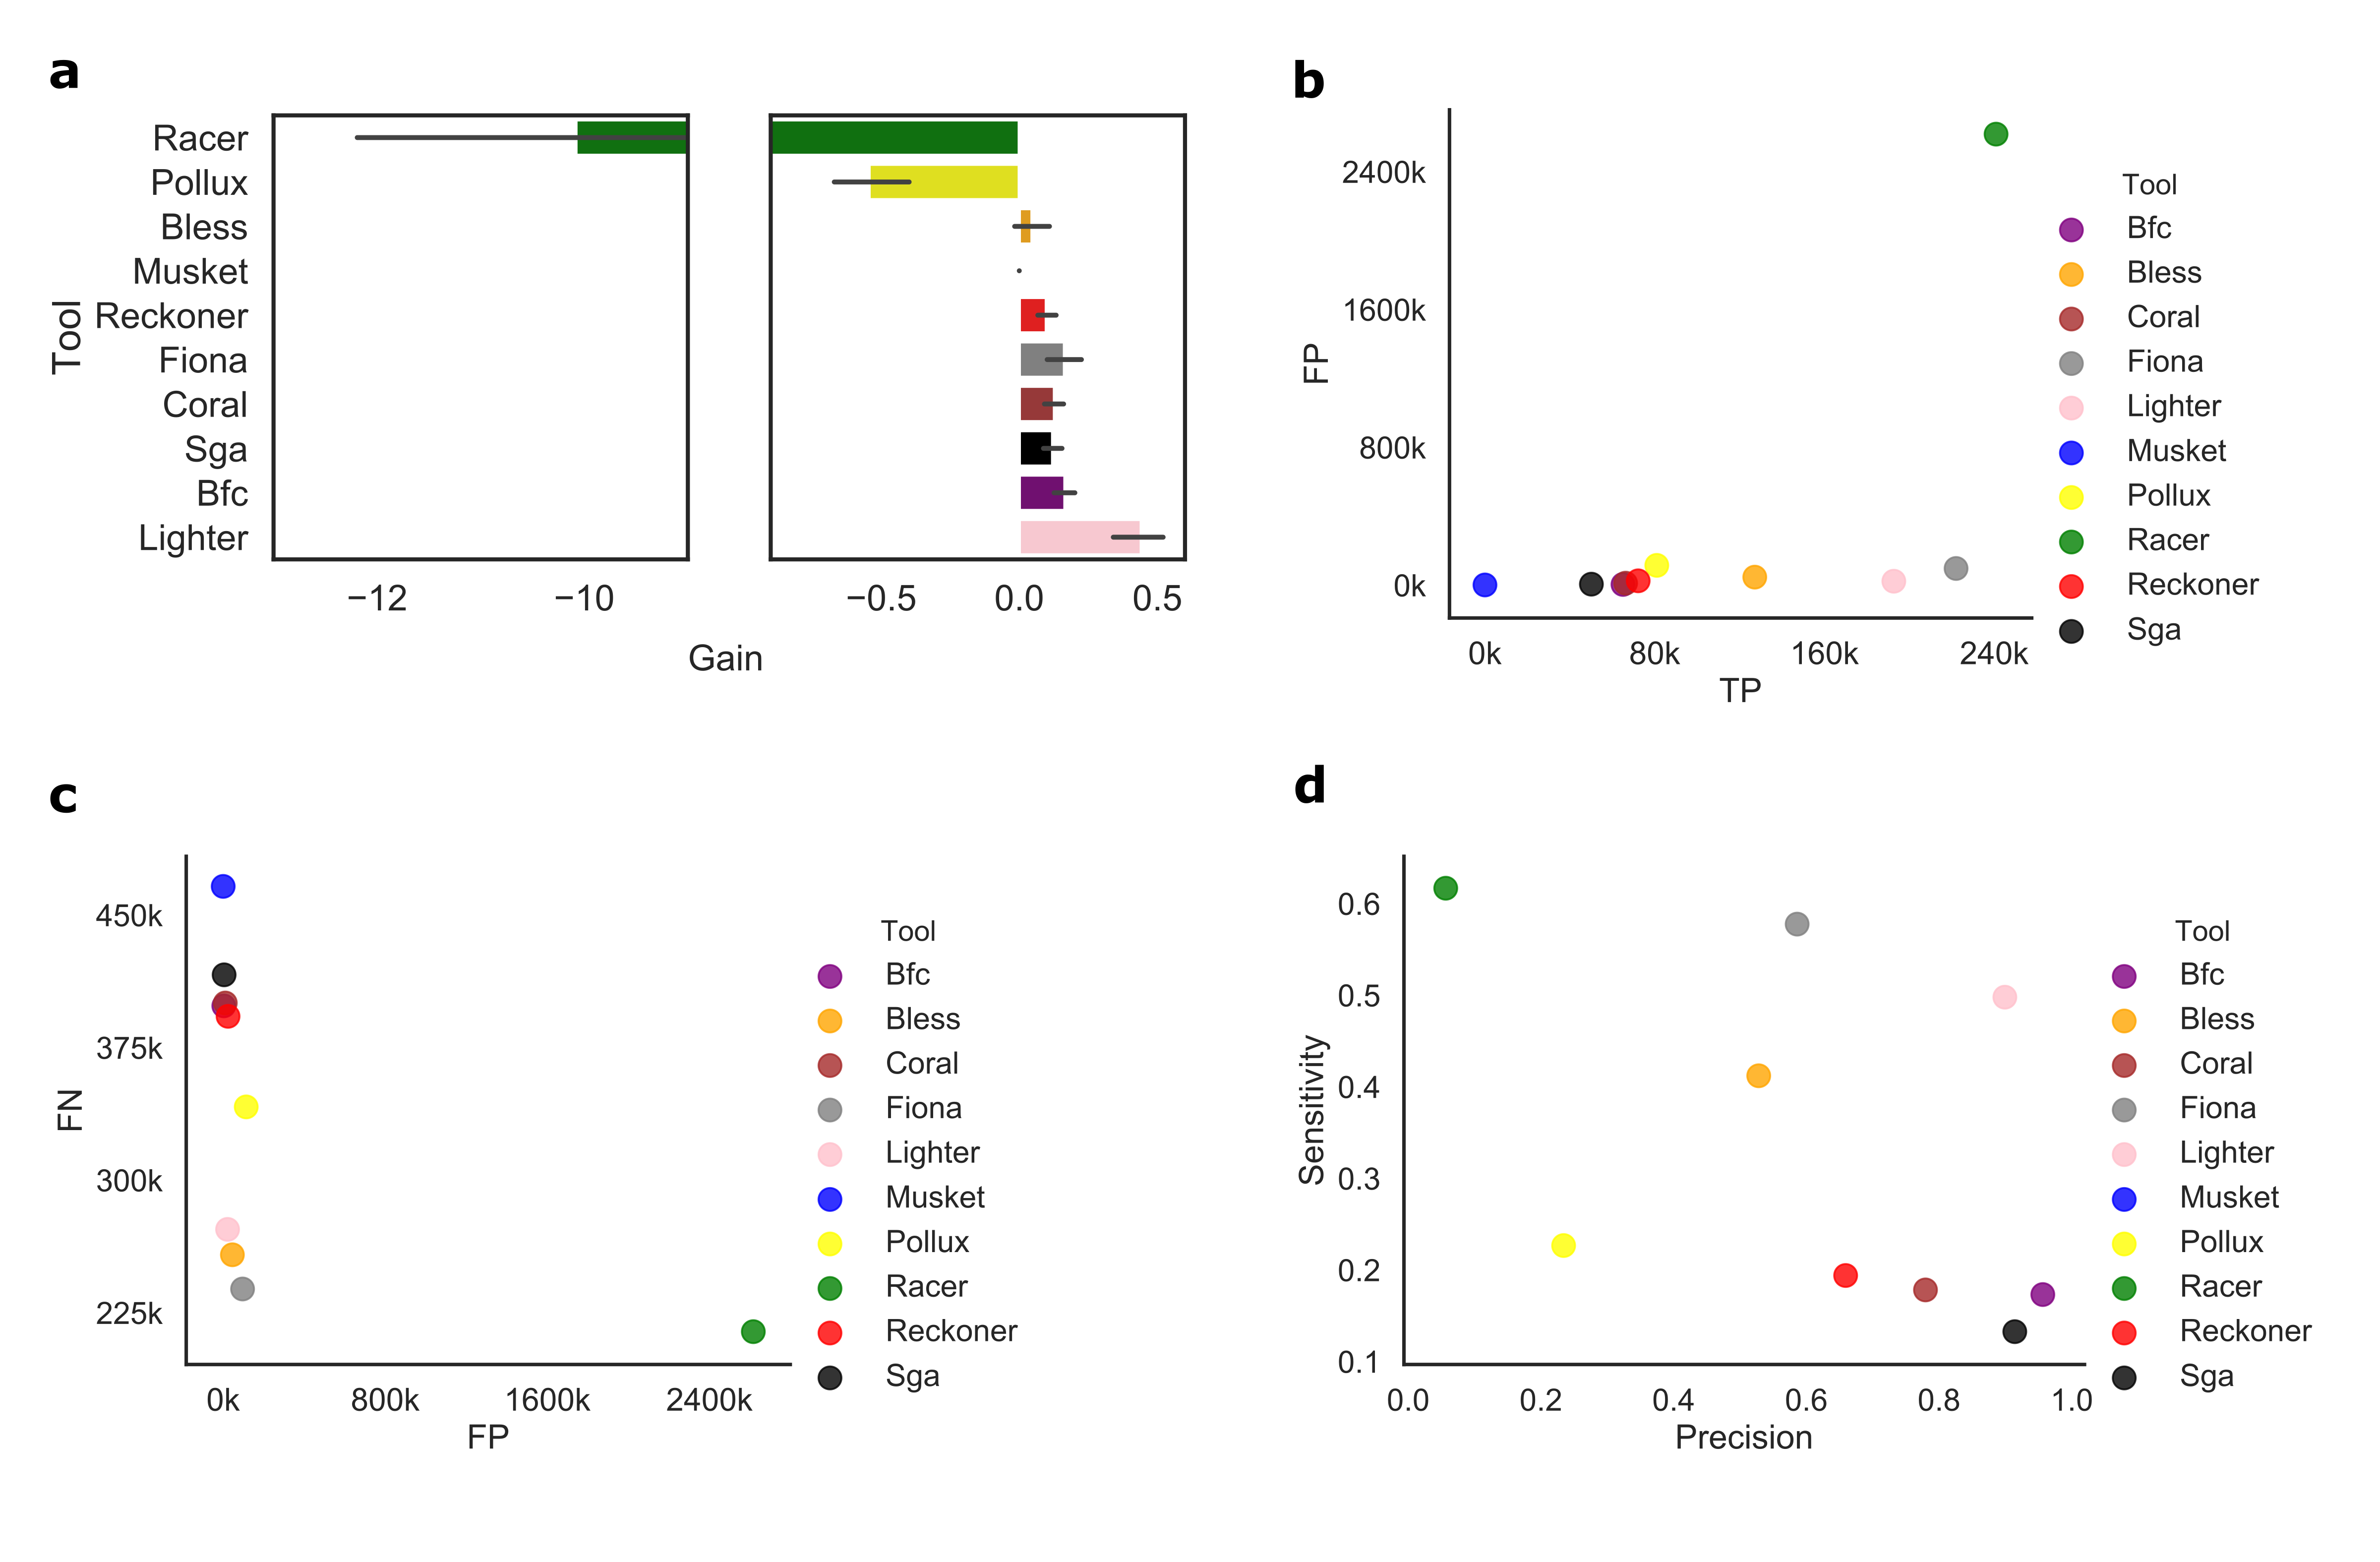 a
Tool
Racer
Pollux
Bless
Musket
Reckoner
Fiona
Coral
Sga
Bfc
Lighter
−12 −10 −0.5 0.0 0.5
Gain
b
FP
2400k
1600k
800k
0k
0k 80k 160k 240k
TP
Tool
Bfc
Bless
Coral
Fiona
Lighter
Musket
Pollux
Racer
Reckoner
Sga
c
FN
450k
375k
300k
225k
0k 800k 1600k 2400k
FP
Tool
Bfc
Bless
Coral
Fiona
Lighter
Musket
Pollux
Racer
Reckoner
Sga
d
Sensitivity
0.6
0.5
0.4
0.3
0.2
0.1
0.0 0.2 0.4 0.6 0.8 1.0
Precision
Tool
Bfc
Bless
Coral
Fiona
Lighter
Musket
Pollux
Racer
Reckoner
Sga